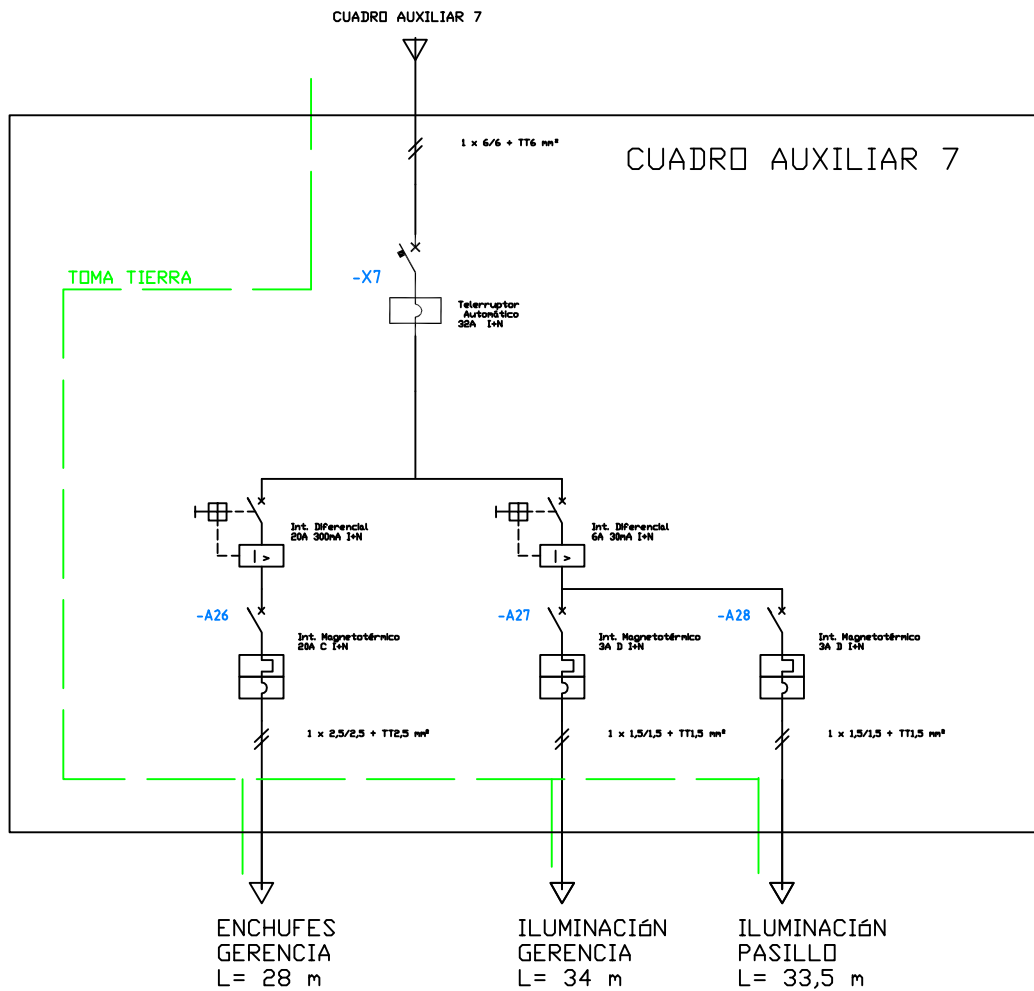 CUADRO AUXILIAR 7
1 x 6/6 + TT6 mm²
CUADRO AUXILIAR 7
TOMA TIERRA
-X7
Telerruptor
Automático
32A I+N
Int. Diferencial
20A 300mA I+N
Int. Diferencial
6A 30mA I+N
-A26
-A27
-A28
Int. Magnetotérmico
20A C I+N
Int. Magnetotérmico
3A D I+N
Int. Magnetotérmico
3A D I+N
1 x 2,5/2,5 + TT2,5 mm²
1 x 1,5/1,5 + TT1,5 mm²
1 x 1,5/1,5 + TT1,5 mm²
ENCHUFES
GERENCIA
L= 28 m
ILUMINACIóN
GERENCIA
L= 34 m
ILUMINACIóN
PASILLO
L= 33,5 m